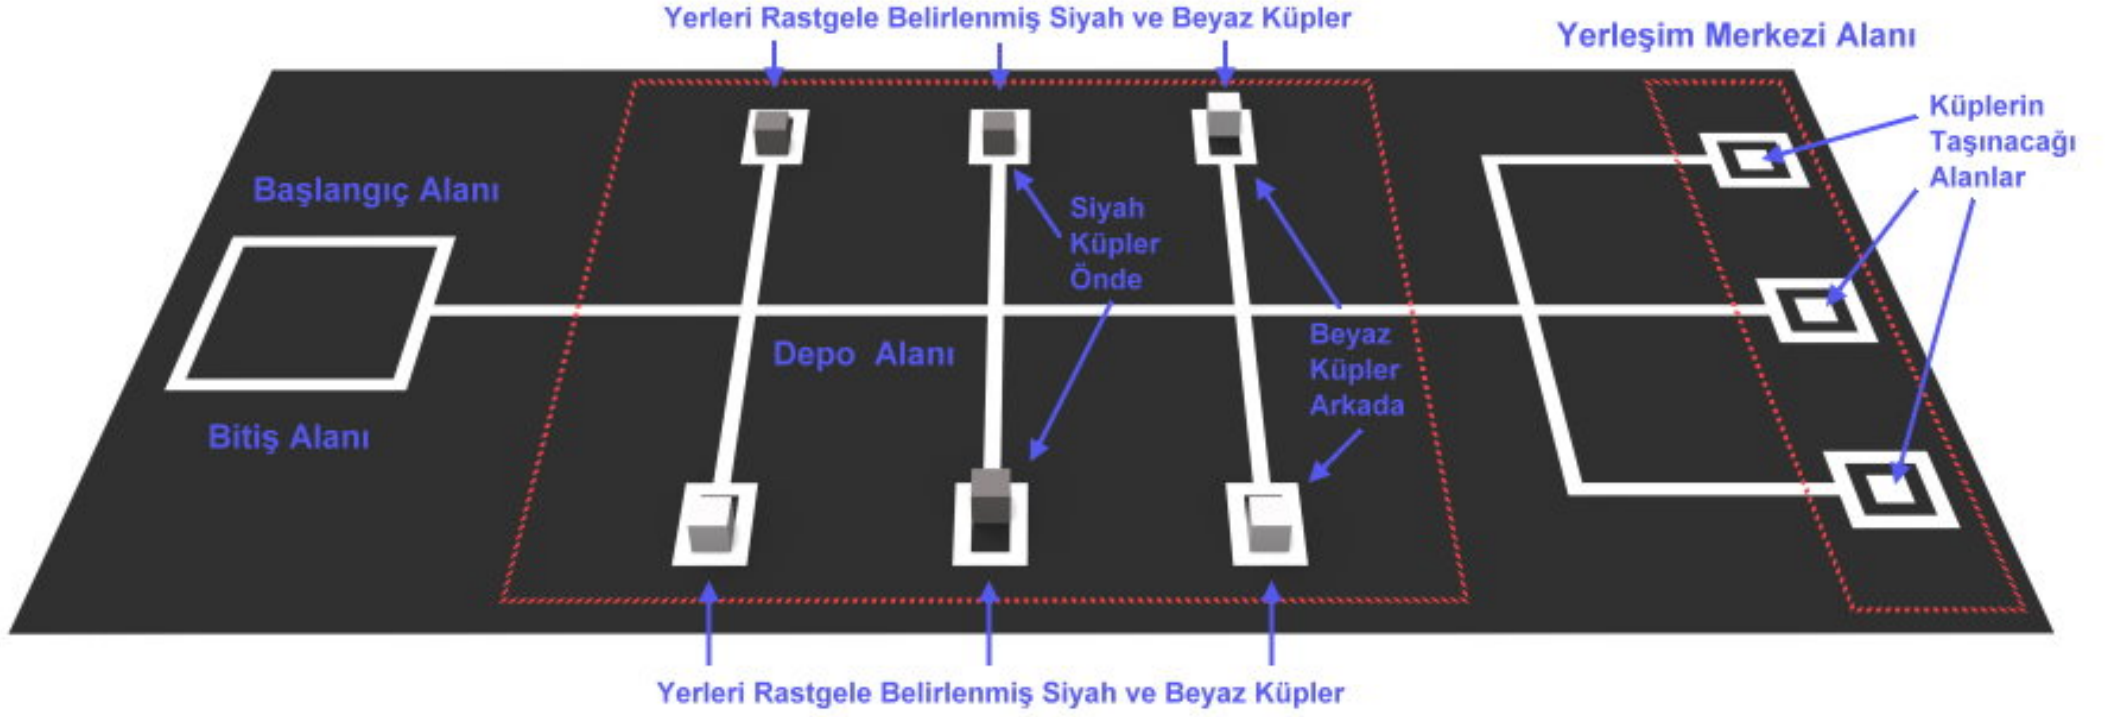 Yerleri Rastgele Belirlenmiş Siyah ve Beyaz Küpler
Yerleşim Merkezi Alanı
Küplerin
Taşınacağı
Alanlar
Başlangıç Alanı
Siyah
Küpler
Önde
Beyaz
Küpler
Arkada
Depo Alanı
Bitiş Alanı
Yerleri Rastgele Belirlenmiş Siyah ve Beyaz Küpler